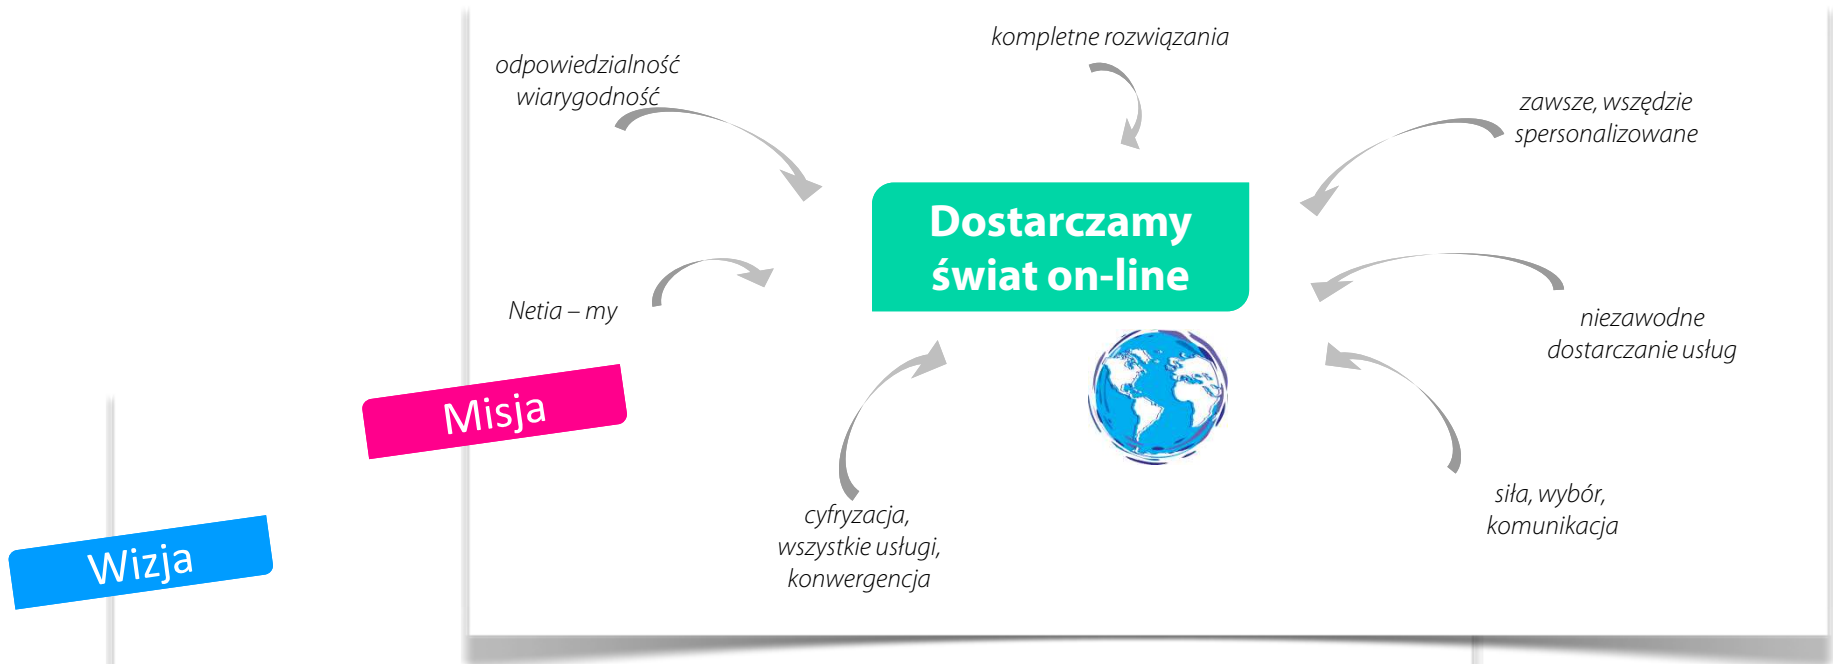 kompletne rozwiązania
odpowiedzialność
wiarygodność
zawsze, wszędzie
spersonalizowane
Dostarczamy
świat on-line
Netia – my
niezawodne
dostarczanie usług
Misja
siła, wybór,
komunikacja
cyfryzacja,
wszystkie usługi,
konwergencja
Wizja